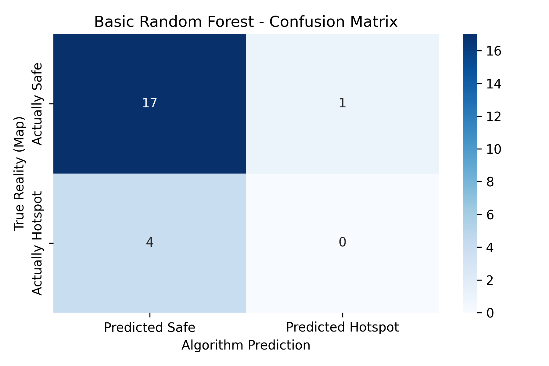 Basic Random Forest - Confusion Matrix
True Reality (Map)
Actually Safe
Actually Hotspot
17
1
4
0
Predicted Safe
Predicted Hotspot
Algorithm Prediction
16
14
12
10
8
6
4
2
0